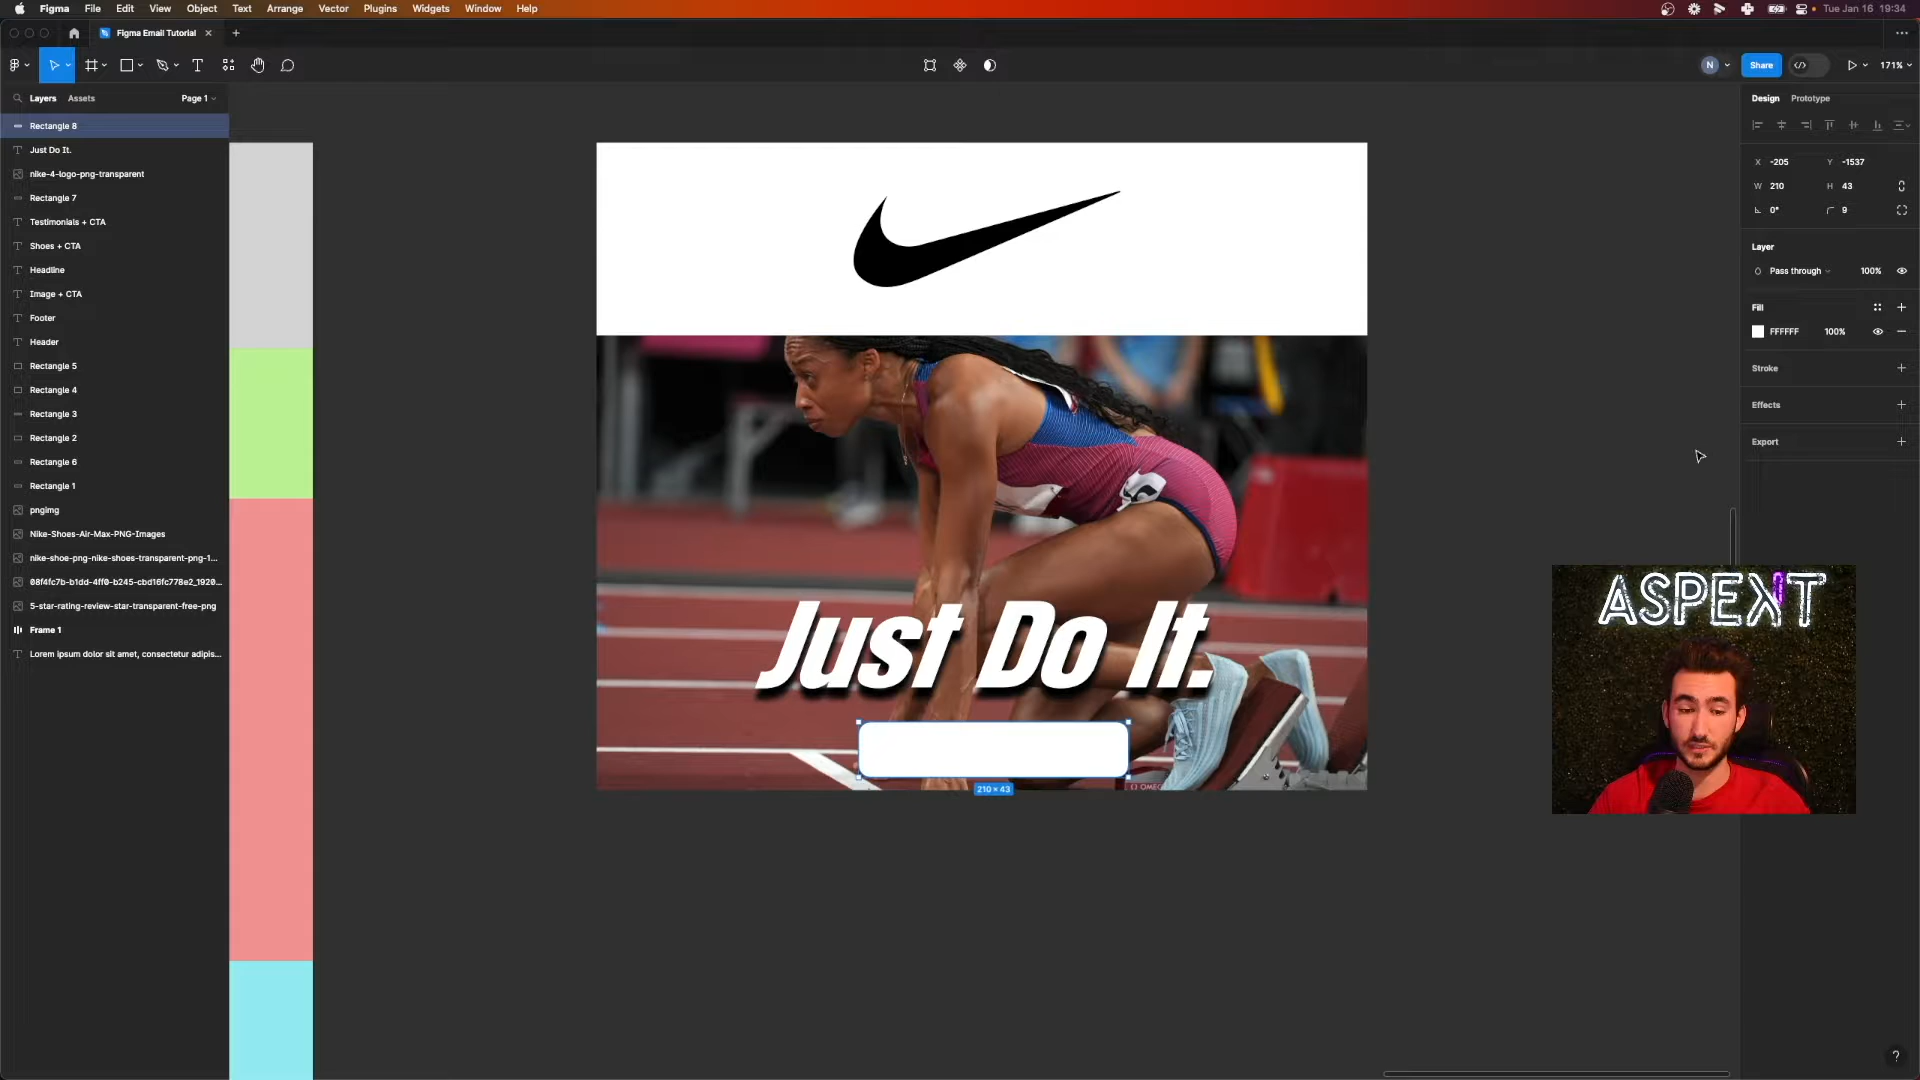 Figma File Edit View Object Text Arrange Vector Plugins Widgets Window Help
Tue Jan 16 19:34
Figma Email Tutorial
N
Share
171%
Layers Assets Page 1
Rectangle 8
Just Do It.
nike-4-logo-png-transparent
Rectangle 7
Testimonials + CTA
Shoes + CTA
Headline
Image + CTA
Footer
Header
Rectangle 5
Rectangle 4
Rectangle 3
Rectangle 2
Rectangle 6
Rectangle 1
pngimg
Nike-Shoes-Air-Max-PNG-Images
nike-shoe-png-nike-shoes-transparent-png-1...
08f4fc7b-b1dd-4ff0-b245-cbd16fc778e2_1920...
5-star-rating-review-star-transparent-free-png
Frame 1
Lorem ipsum dolor sit amet, consectetur adipis...
Just Do It.
210 × 43
OMEG
Design Prototype
X -205 Y -1537
W 210 H 43
0° 9
Layer
Pass through 100%
Fill
FFFFFF 100%
Stroke
Effects
Export
ASPEXT
?